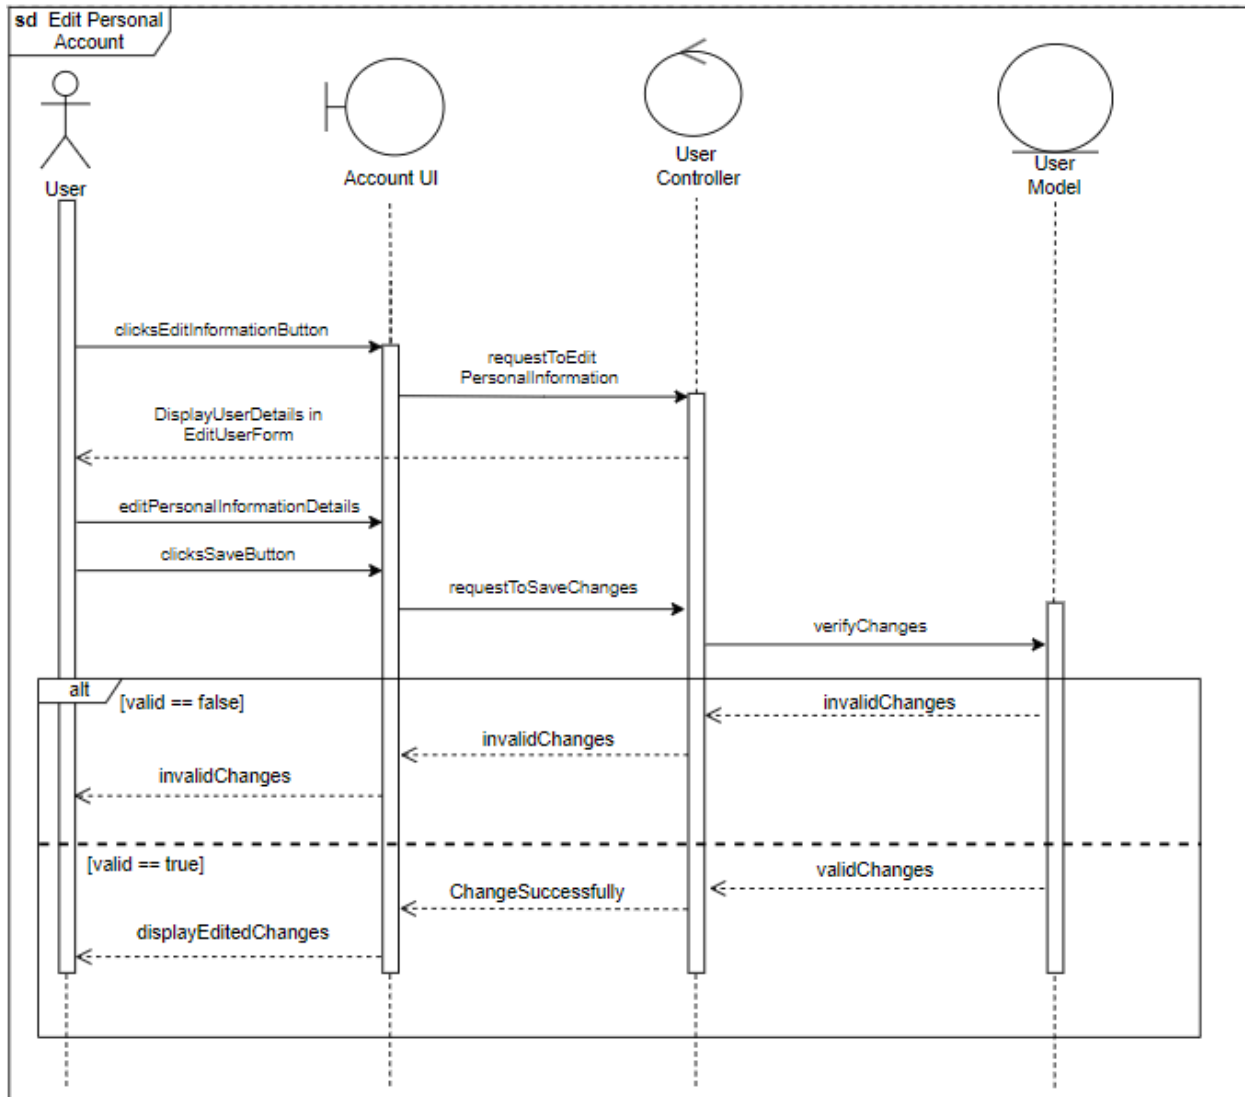 sd Edit Personal
Account
User
Account UI
User
Controller
User
Model
clicksEditInformationButton
requestToEdit
PersonalInformation
DisplayUserDetails in
EditUserForm
editPersonalInformationDetails
clicksSaveButton
requestToSaveChanges
verifyChanges
alt
[valid == false]
invalidChanges
invalidChanges
invalidChanges
[valid == true]
validChanges
ChangeSuccessfully
displayEditedChanges